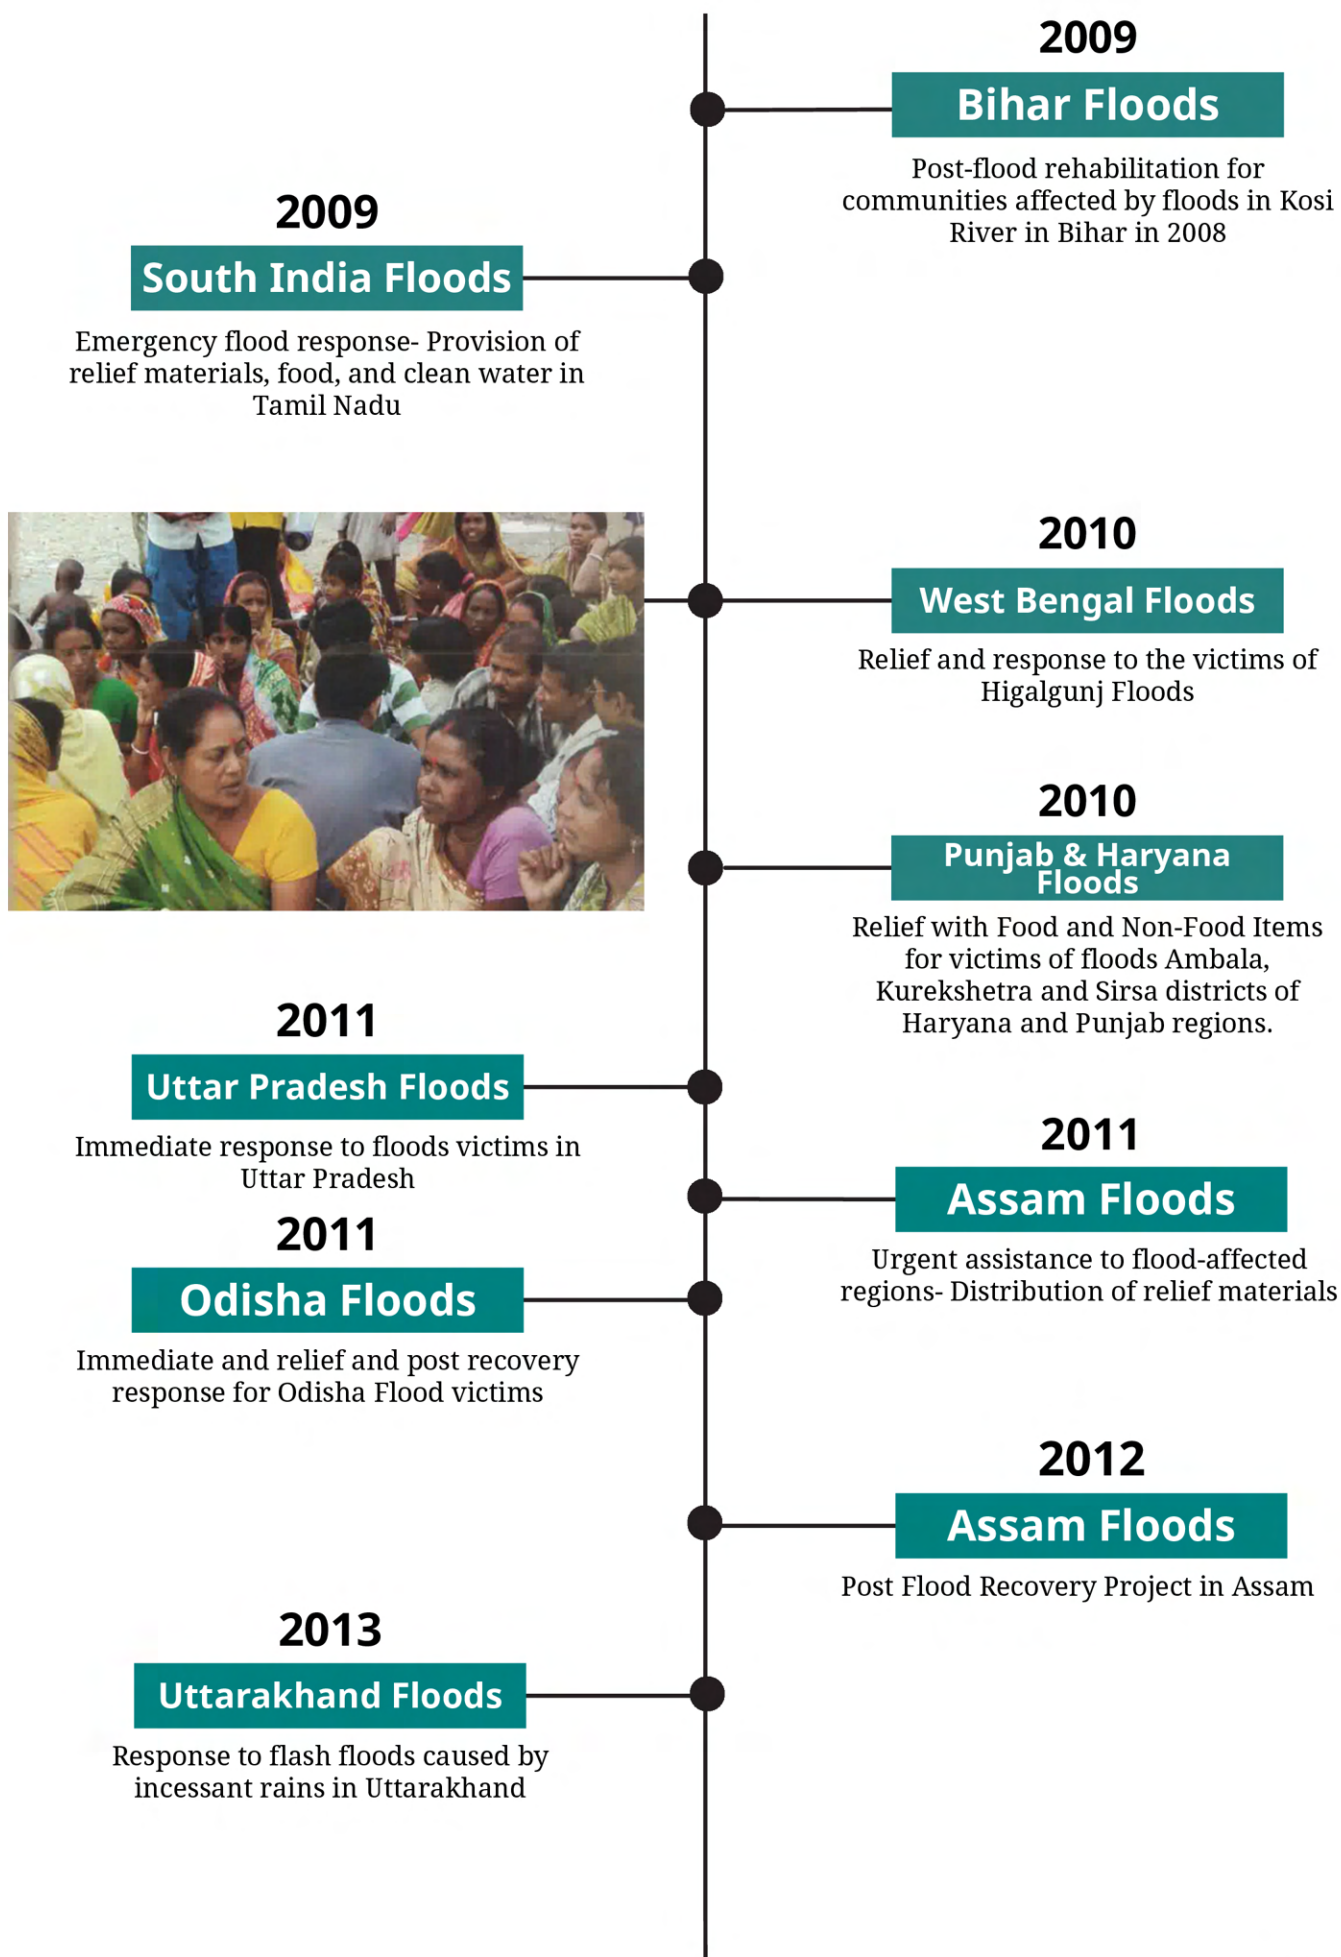 2009
Bihar Floods
Post-flood rehabilitation for
communities affected by floods in Kosi
River in Bihar in 2008
2009
South India Floods
Emergency flood response- Provision of
relief materials, food, and clean water in
Tamil Nadu
2010
West Bengal Floods
Relief and response to the victims of
Higalgunj Floods
2010
Punjab & Haryana
Floods
Relief with Food and Non-Food Items
for victims of floods Ambala,
Kurekshetra and Sirsa districts of
Haryana and Punjab regions.
2011
Uttar Pradesh Floods
Immediate response to floods victims in
Uttar Pradesh
2011
Assam Floods
Urgent assistance to flood-affected
regions- Distribution of relief materials
2011
Odisha Floods
Immediate and relief and post recovery
response for Odisha Flood victims
2012
Assam Floods
Post Flood Recovery Project in Assam
2013
Uttarakhand Floods
Response to flash floods caused by
incessant rains in Uttarakhand